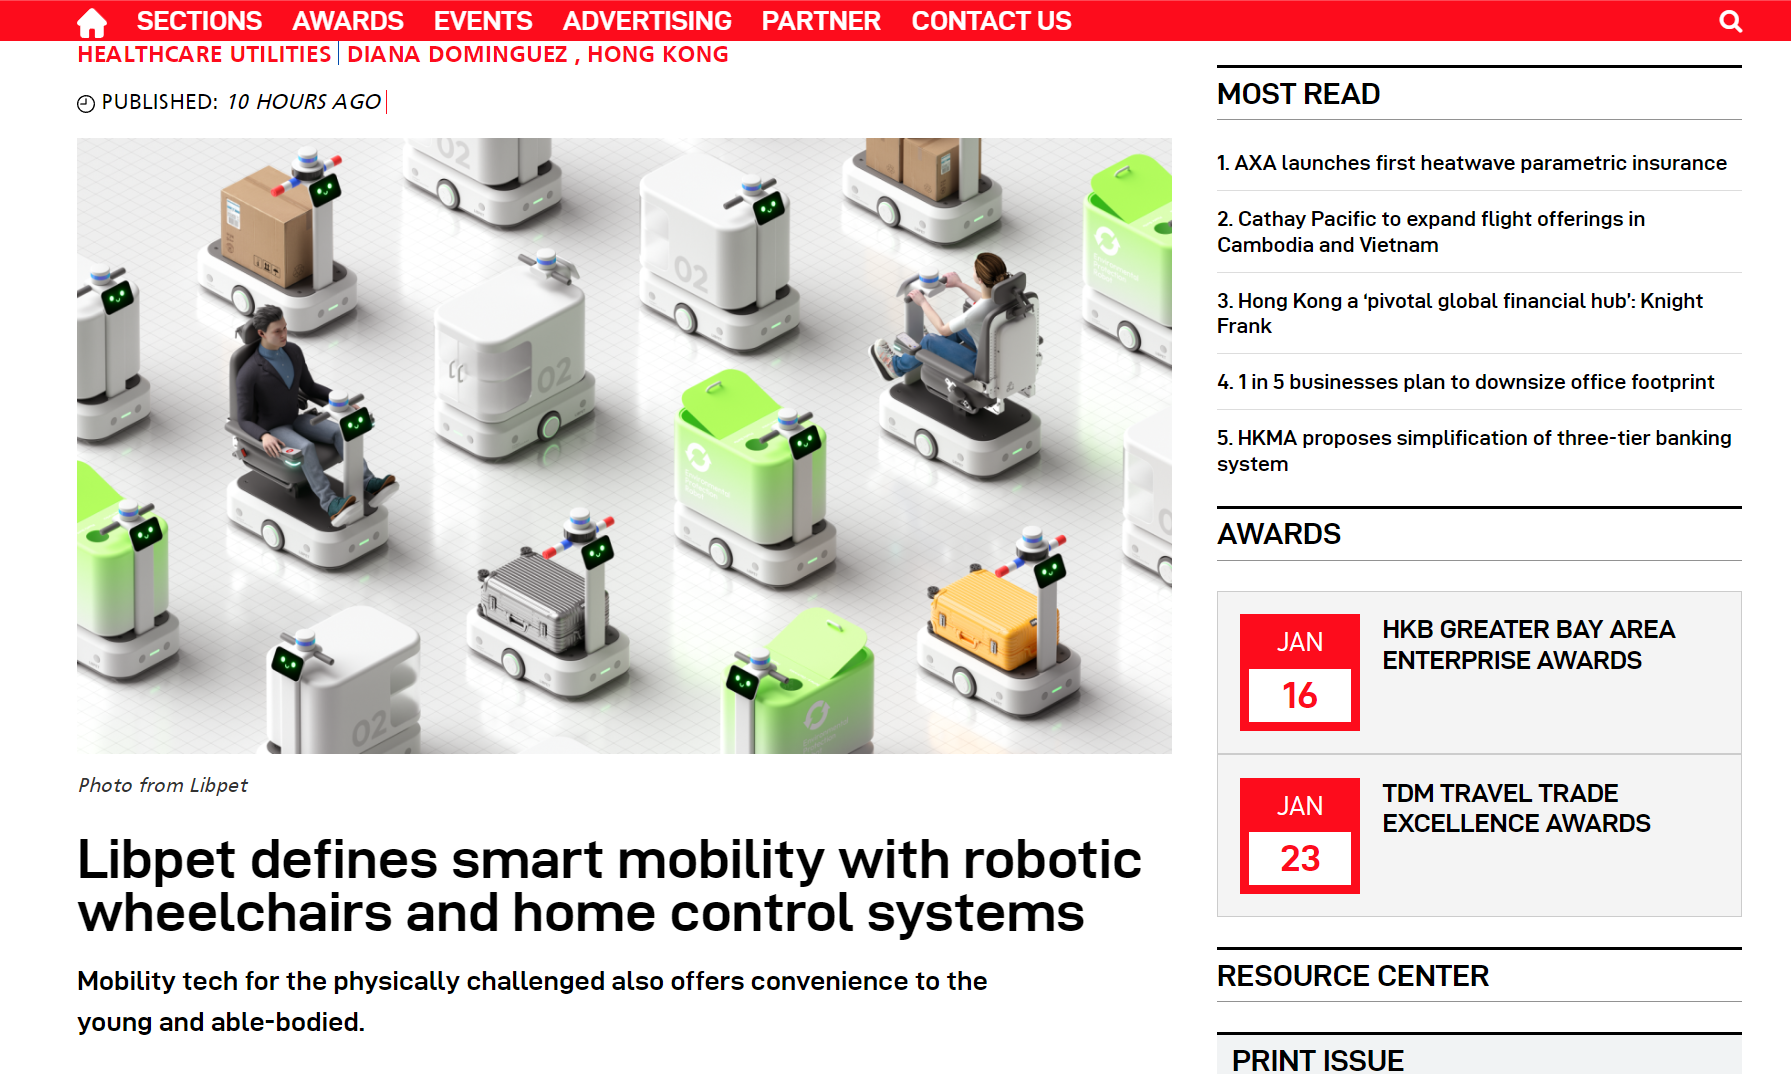 SECTIONS AWARDS EVENTS ADVERTISING PARTNER CONTACT US
HEALTHCARE UTILITIES | DIANA DOMINGUEZ , HONG KONG
PUBLISHED: 10 HOURS AGO
02
02
02
02
Photo from Libpet
Libpet defines smart mobility with robotic
wheelchairs and home control systems
Mobility tech for the physically challenged also offers convenience to the
young and able-bodied.
MOST READ
1. AXA launches first heatwave parametric insurance
2. Cathay Pacific to expand flight offerings in
Cambodia and Vietnam
3. Hong Kong a ‘pivotal global financial hub’: Knight
Frank
4. 1 in 5 businesses plan to downsize office footprint
5. HKMA proposes simplification of three-tier banking
system
AWARDS
JAN
16
HKB GREATER BAY AREA
ENTERPRISE AWARDS
JAN
23
TDM TRAVEL TRADE
EXCELLENCE AWARDS
RESOURCE CENTER
PRINT ISSUE